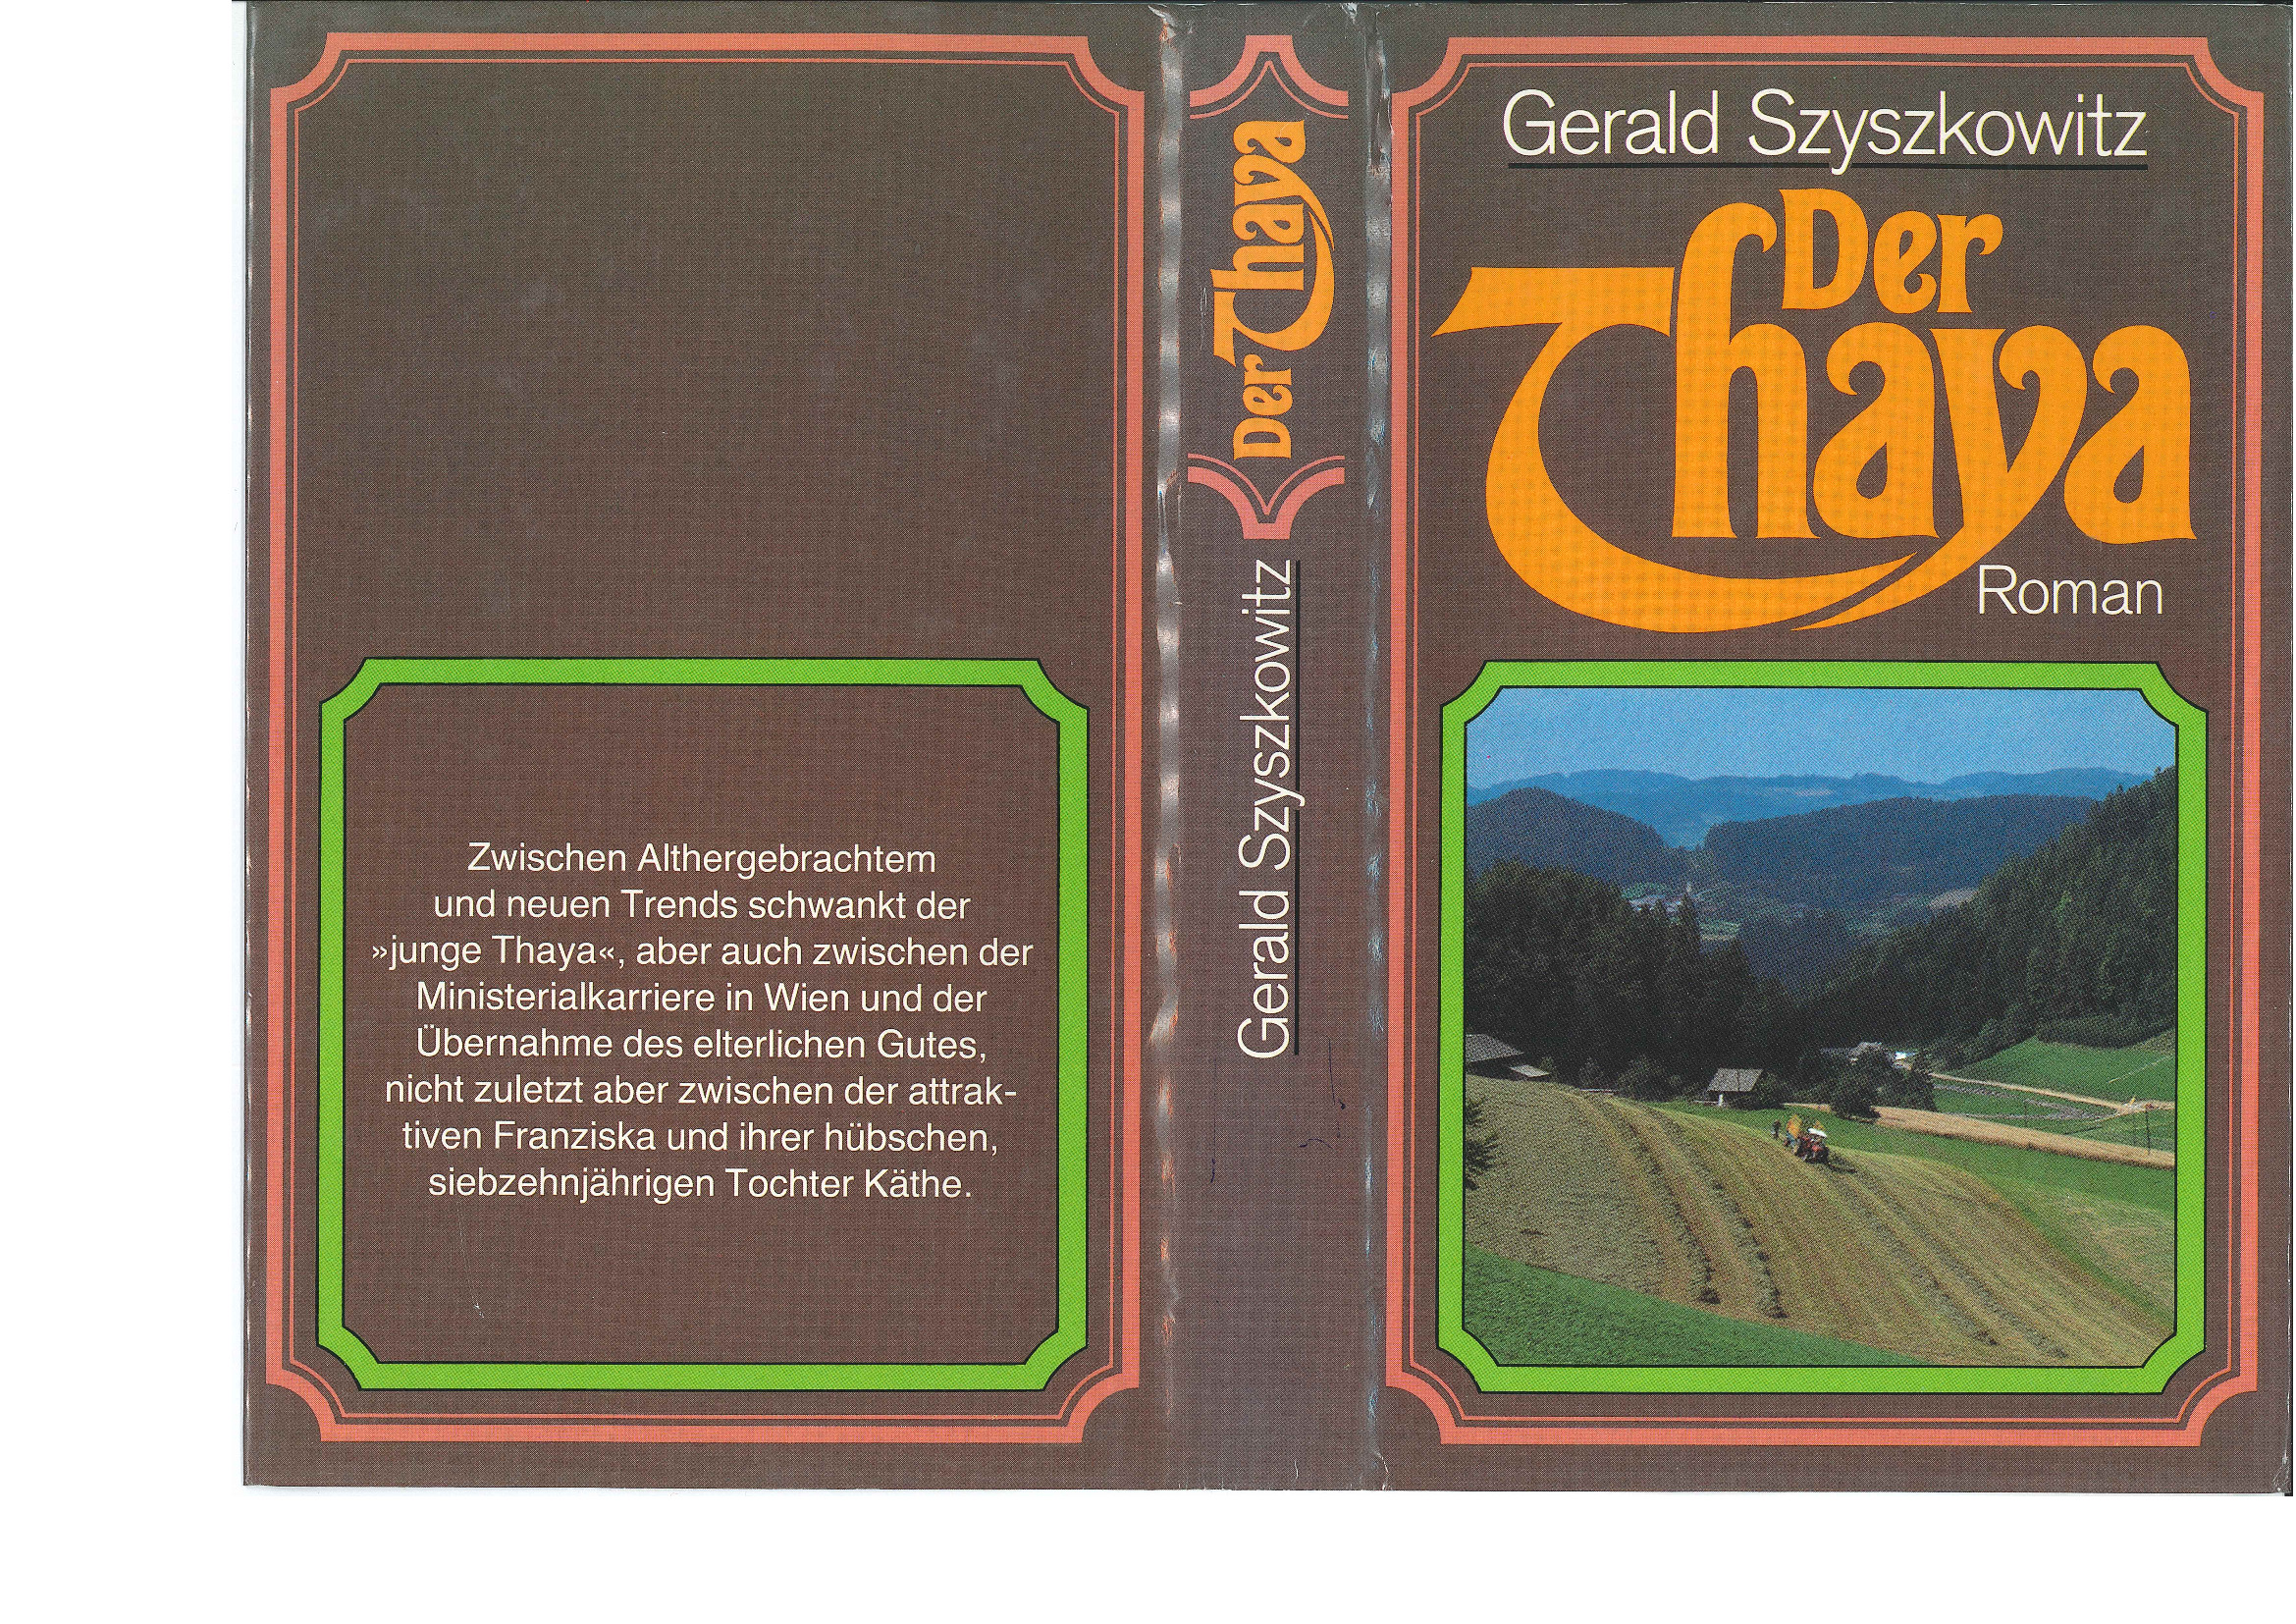 Zwischen Althergebrachtem
und neuen Trends schwankt der
»junge Thaya«, aber auch zwischen der
Ministerialkarriere in Wien und der
Übernahme des elterlichen Gutes,
nicht zuletzt aber zwischen der attrak-
tiven Franziska und ihrer hübschen,
siebzehnjährigen Tochter Käthe.
Gerald Szyszkowitz Der Thaya
Gerald Szyszkowitz
Der
Thaya
Roman